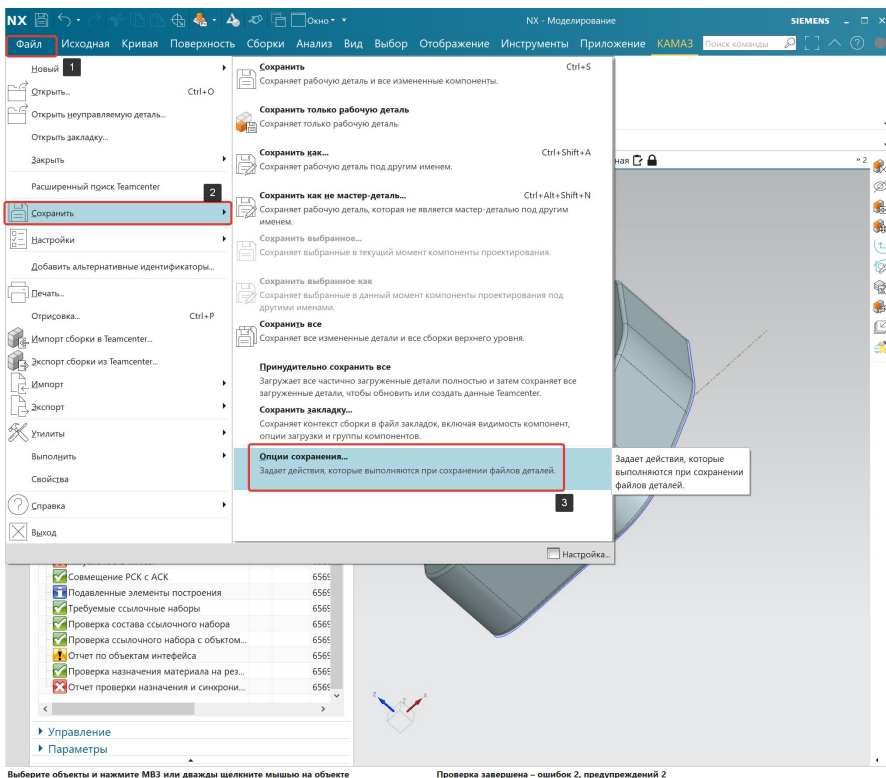 NX Окно NX - Моделирование SIEMENS
Файл Исходная Кривая Поверхность Сборки Анализ Вид Выбор Отображение Инструменты Приложение КАМАЗ Поиск команды
Новый 1
Открыть... Ctrl+O
Открыть неуправляемую деталь...
Открыть закладку...
Закрыть
Расширенный поиск Teamcenter
2
Сохранить
Настройки
Добавить альтернативные идентификаторы...
Печать...
Отрисовка... Ctrl+P
Импорт сборки в Teamcenter...
Экспорт сборки из Teamcenter...
Импорт
Экспорт
Утилиты
Выполнить
Свойства
Справка
Выход
Сохранить Ctrl+S
Сохраняет рабочую деталь и все измененные компоненты.
Сохранить только рабочую деталь
Сохраняет только рабочую деталь.
Сохранить как... Ctrl+Shift+A
Сохраняет рабочую деталь под другим именем.
Сохранить как не мастер-деталь... Ctrl+Alt+Shift+N
Сохраняет рабочую деталь, которая не является мастер-деталью под другим
именем.
Сохранить выбранное...
Сохраняет выбранные в текущий момент компоненты проектирования.
Сохранить выбранное как
Сохраняет выбранные в данный момент компоненты проектирования под
другими именами.
Сохранить все
Сохраняет все измененные детали и все сборки верхнего уровня.
Принудительно сохранить все
Загружает все частично загруженные детали полностью и затем сохраняет все
загруженные детали, чтобы обновить или создать данные Teamcenter.
Сохранить закладку...
Сохраняет контекст сборки в файл закладок, включая видимость компонент,
опции загрузки и группы компонентов.
Опции сохранения...
Задает действия, которые выполняются при сохранении файлов деталей.
3
Настройка...
Задает действия, которые
выполняются при сохранении
файлов деталей.
ная » 2
Совмещение РСК с АСК 6569
Подавленные элементы построения 6569
Требуемые ссылочные наборы 6569
Проверка состава ссылочного набора 6569
Проверка ссылочного набора с объктом... 6569
Отчет по объектам интефейса 6569
Проверка назначения материала на рез... 6569
Отчет проверки назначения и синхрони... 6569
Управление
Параметры
Z Y X
Выберите объекты и нажмите МВ3 или дважды щелкните мышью на объекте Проверка завершена – ошибок 2, предупреждений 2